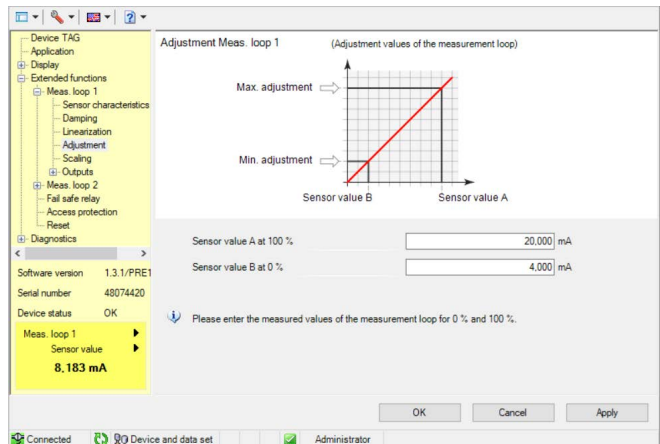 Device TAG
Application
Display
Extended functions
Meas. loop 1
Sensor characteristics
Damping
Linearization
Adjustment
Scaling
Outputs
Meas. loop 2
Fail safe relay
Access protection
Reset
Diagnostics
Software version 1.3.1/PRE1
Serial number 48074420
Device status OK
Meas. loop 1
Sensor value
8,183 mA
Adjustment Meas. loop 1 (Adjustment values of the measurement loop)
Max. adjustment
Min. adjustment
Sensor value B Sensor value A
Sensor value A at 100 % 20,000 mA
Sensor value B at 0 % 4,000 mA
Please enter the measured values of the measurement loop for 0 % and 100 %.
OK Cancel Apply
Connected Device and data set Administrator